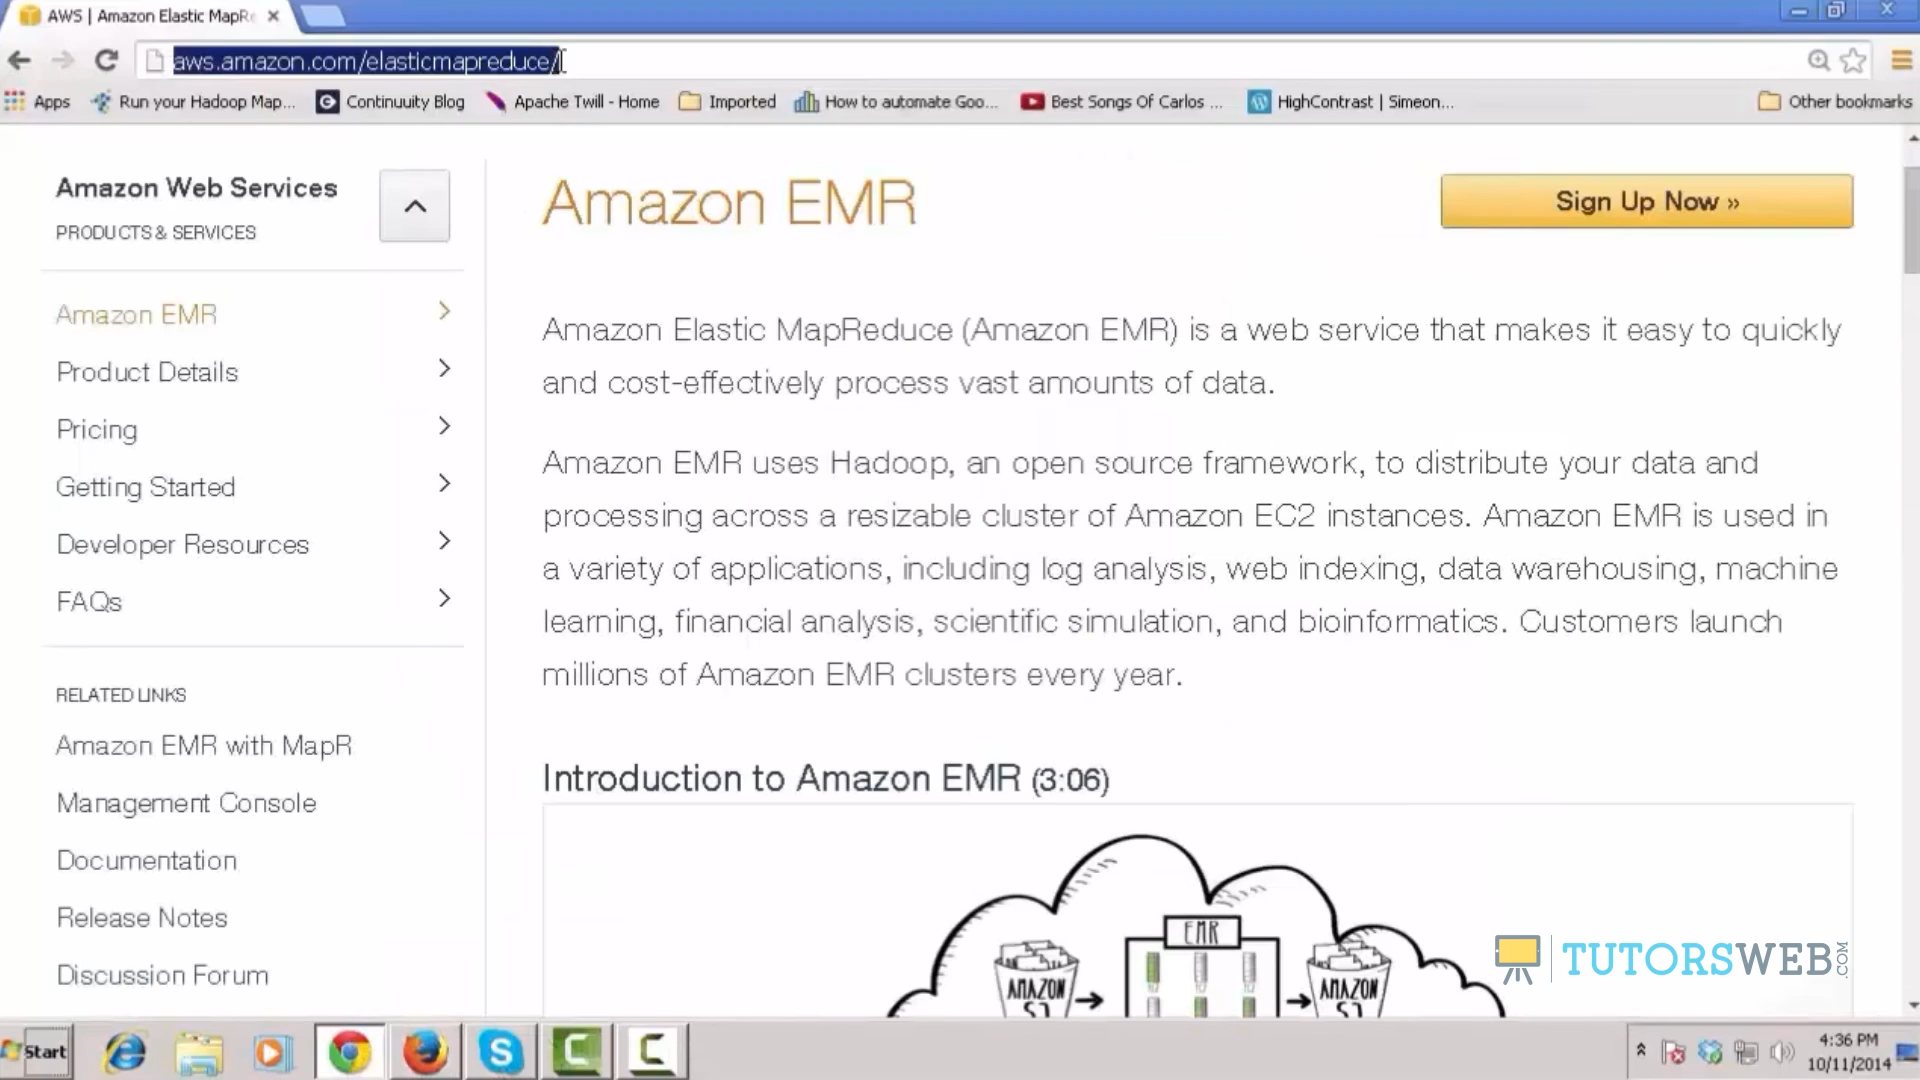 AWS | Amazon Elastic MapRe
aws.amazon.com/elasticmapreduce/
Apps
Run your Hadoop Map...
Continuuity Blog
Apache Twill - Home
Imported
How to automate Goo...
Best Songs Of Carlos ...
HighContrast | Simeon...
Other bookmarks
Amazon Web Services
PRODUCTS & SERVICES
Amazon EMR
Product Details
Pricing
Getting Started
Developer Resources
FAQs
RELATED LINKS
Amazon EMR with MapR
Management Console
Documentation
Release Notes
Discussion Forum
Amazon EMR
Sign Up Now »
Amazon Elastic MapReduce (Amazon EMR) is a web service that makes it easy to quickly
and cost-effectively process vast amounts of data.
Amazon EMR uses Hadoop, an open source framework, to distribute your data and
processing across a resizable cluster of Amazon EC2 instances. Amazon EMR is used in
a variety of applications, including log analysis, web indexing, data warehousing, machine
learning, financial analysis, scientific simulation, and bioinformatics. Customers launch
millions of Amazon EMR clusters every year.
Introduction to Amazon EMR (3:06)
EMR
AMAZON
S3
AMAZON
S3
TUTORSWEB.COM
Start
4:36 PM
10/11/2014